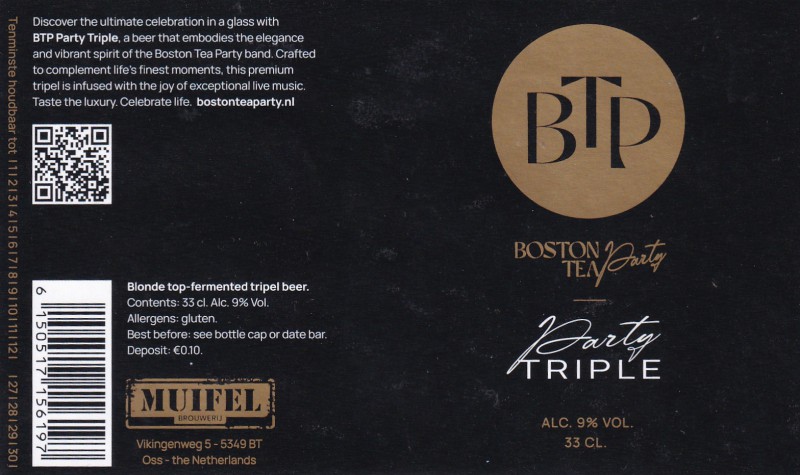 Discover the ultimate celebration in a glass with
BTP Party Triple, a beer that embodies the elegance
and vibrant spirit of the Boston Tea Party band. Crafted
to complement life's finest moments, this premium
tripel is infused with the joy of exceptional live music.
Taste the luxury. Celebrate life. bostonteaparty.nl
Tenminste houdbaar tot | 1 | 2 | 3 | 4 | 5 | 6 | 7 | 8 | 9 | 10 | 11 | 12 | | 27 | 28 | 29 | 30 |
6 150517 156197
Blonde top-fermented tripel beer.
Contents: 33 cl. Alc. 9% Vol.
Allergens: gluten.
Best before: see bottle cap or date bar.
Deposit: €0.10.
MUIFEL
BROUWERIJ
Vikingenweg 5 - 5349 BT
Oss - the Netherlands
BTP
BOSTON
TEA Party
Party
TRIPLE
ALC. 9% VOL.
33 CL.